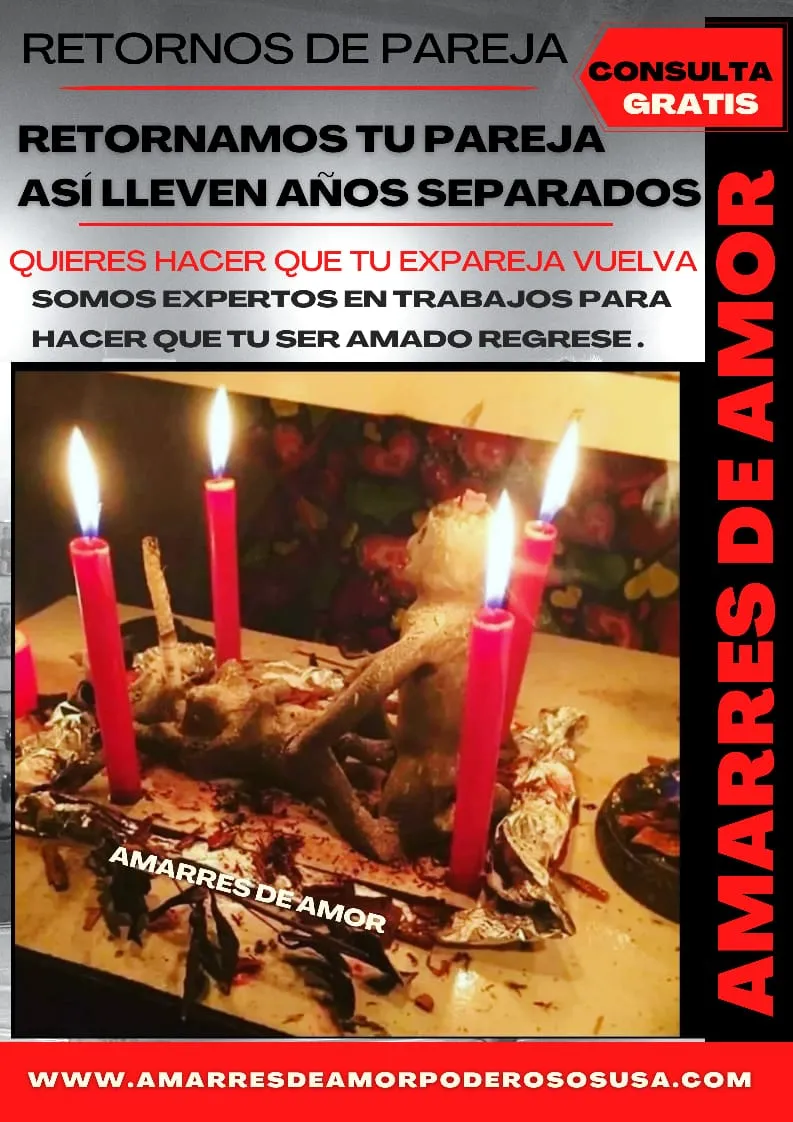 RETORNOS DE PAREJA
CONSULTA
GRATIS
RETORNAMOS TU PAREJA
ASÍ LLEVEN AÑOS SEPARADOS
QUIERES HACER QUE TU EXPAREJA VUELVA
SOMOS EXPERTOS EN TRABAJOS PARA
HACER QUE TU SER AMADO REGRESE .
AMARRES DE AMOR
AMARRES DE AMOR
WWW.AMARRESDEAMORPODEROSOSUSA.COM